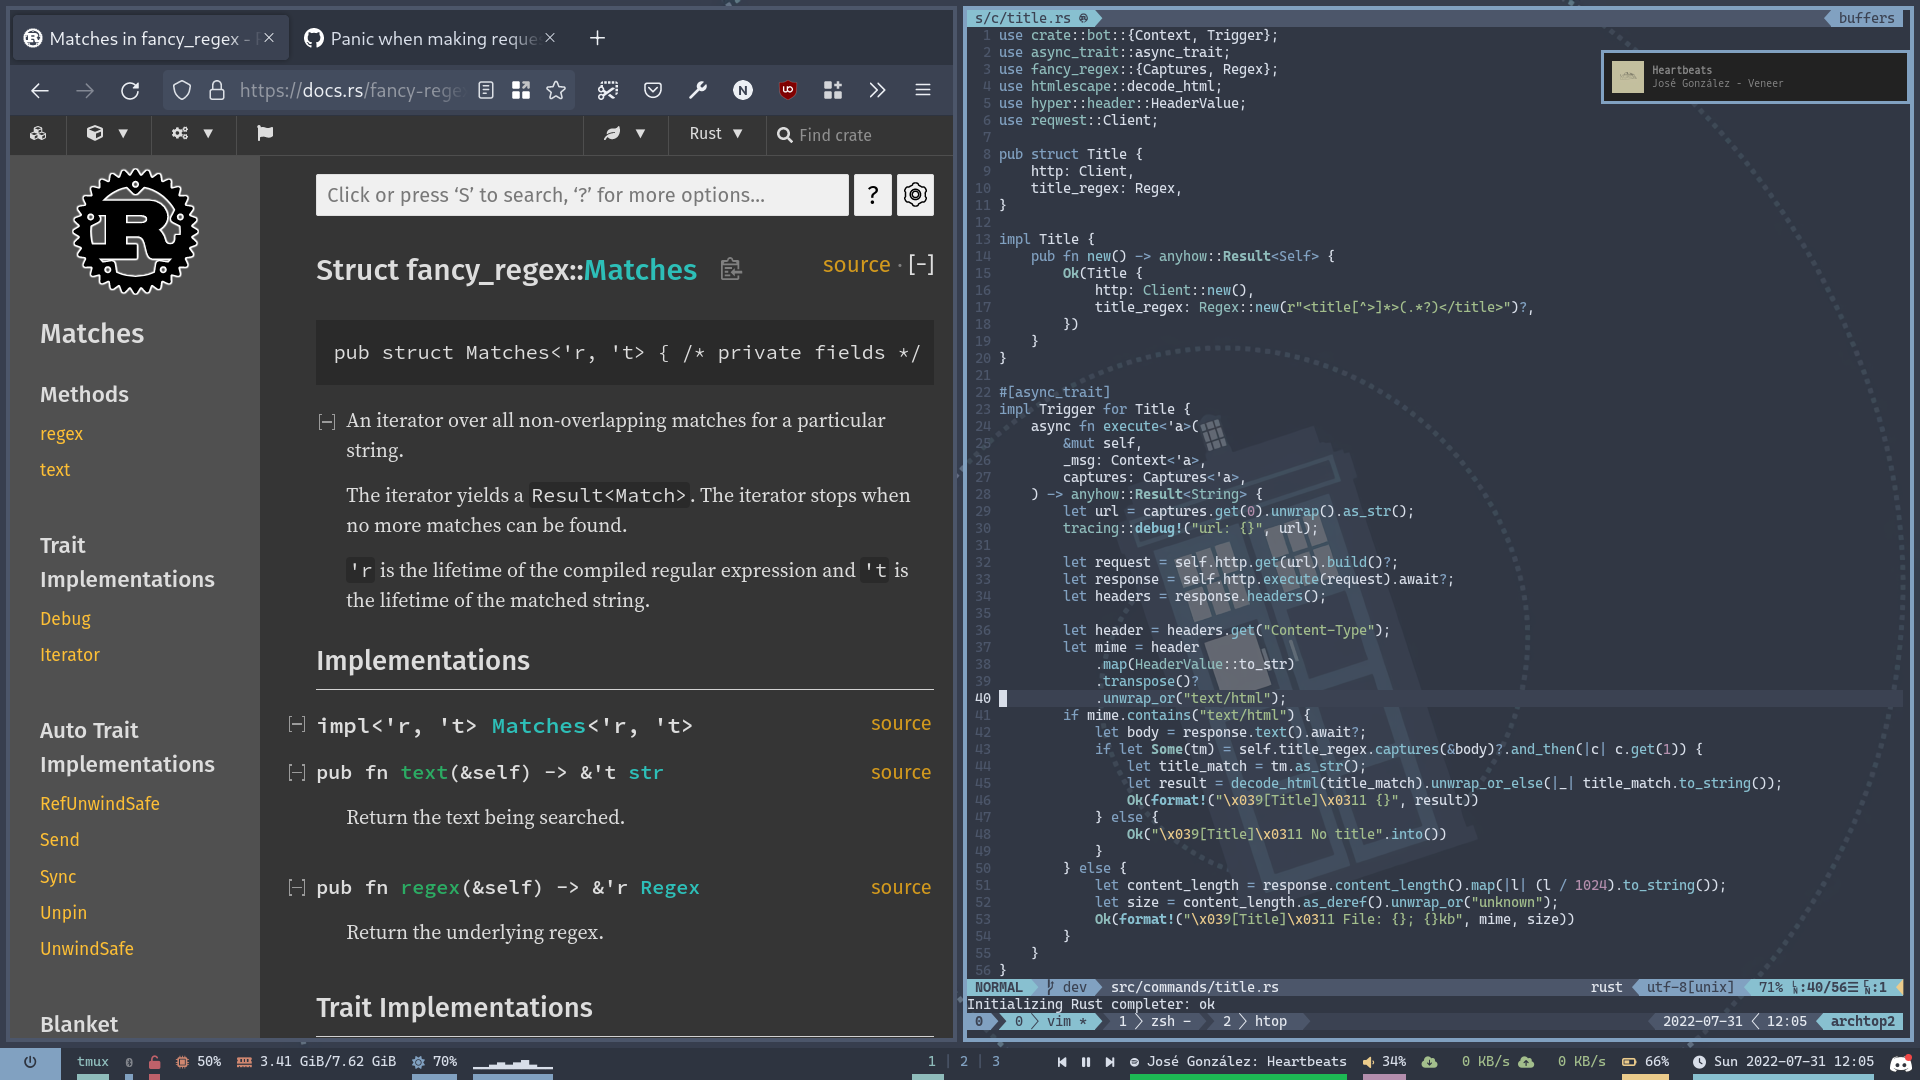 Matches in fancy_regex -
Panic when making reque
https://docs.rs/fancy-rege
Rust
Find crate
Matches
Methods
regex
text
Trait
Implementations
Debug
Iterator
Auto Trait
Implementations
RefUnwindSafe
Send
Sync
Unpin
UnwindSafe
Blanket
Click or press ‘S’ to search, ‘?’ for more options…
?
Struct fancy_regex::Matches
source · [-]
pub struct Matches<'r, 't> { /* private fields */
[-] An iterator over all non-overlapping matches for a particular
string.
The iterator yields a Result<Match>. The iterator stops when
no more matches can be found.
'r is the lifetime of the compiled regular expression and 't is
the lifetime of the matched string.
Implementations
[-] impl<'r, 't> Matches<'r, 't> source
[-] pub fn text(&self) -> &'t str source
Return the text being searched.
[-] pub fn regex(&self) -> &'r Regex source
Return the underlying regex.
Trait Implementations
s/c/title.rs
buffers
1 use crate::bot::{Context, Trigger};
2 use async_trait::async_trait;
3 use fancy_regex::{Captures, Regex};
4 use htmlescape::decode_html;
5 use hyper::header::HeaderValue;
6 use reqwest::Client;
7
8 pub struct Title {
9     http: Client,
10     title_regex: Regex,
11 }
12
13 impl Title {
14     pub fn new() -> anyhow::Result<Self> {
15         Ok(Title {
16             http: Client::new(),
17             title_regex: Regex::new(r"<title[^>]*>(.*?)</title>")?,
18         })
19     }
20 }
21
22 #[async_trait]
23 impl Trigger for Title {
24     async fn execute<'a>(
25         &mut self,
26         _msg: Context<'a>,
27         captures: Captures<'a>,
28     ) -> anyhow::Result<String> {
29         let url = captures.get(0).unwrap().as_str();
30         tracing::debug!("url: {}", url);
31
32         let request = self.http.get(url).build()?;
33         let response = self.http.execute(request).await?;
34         let headers = response.headers();
35
36         let header = headers.get("Content-Type");
37         let mime = header
38             .map(HeaderValue::to_str)
39             .transpose()?
40             .unwrap_or("text/html");
41         if mime.contains("text/html") {
42             let body = response.text().await?;
43             if let Some(tm) = self.title_regex.captures(&body)?.and_then(|c| c.get(1)) {
44                 let title_match = tm.as_str();
45                 let result = decode_html(title_match).unwrap_or_else(|_| title_match.to_string());
46                 Ok(format!("\x039[Title]\x0311 {}", result))
47             } else {
48                 Ok("\x039[Title]\x0311 No title".into())
49             }
50         } else {
51             let content_length = response.content_length().map(|l| (l / 1024).to_string());
52             let size = content_length.as_deref().unwrap_or("unknown");
53             Ok(format!("\x039[Title]\x0311 File: {}; {}kb", mime, size))
54         }
55     }
56 }
Heartbeats
José González - Veneer
NORMAL dev src/commands/title.rs rust utf-8[unix] 71% :40/56 :1
Initializing Rust completer: ok
0 0 vim * 1 zsh - 2 htop 2022-07-31 12:05 archtop2
tmux 50% 3.41 GiB/7.62 GiB 70% 1 | 2 | 3 José González: Heartbeats 34% 0 KB/s 0 KB/s 66% Sun 2022-07-31 12:05